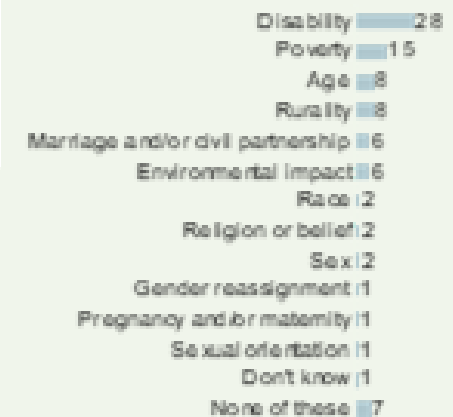 Disability 28
Poverty 15
Age 8
Rurality 8
Marriage and/or civil partnership 6
Environmental impact 6
Race 2
Religion or belief 2
Sex 2
Gender reassignment 1
Pregnancy and/or maternity 1
Sexual orientation 1
Don't know 1
None of these 7